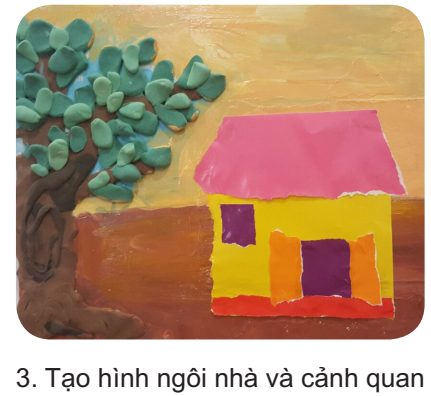 3. Tạo hình ngôi nhà và cảnh quan